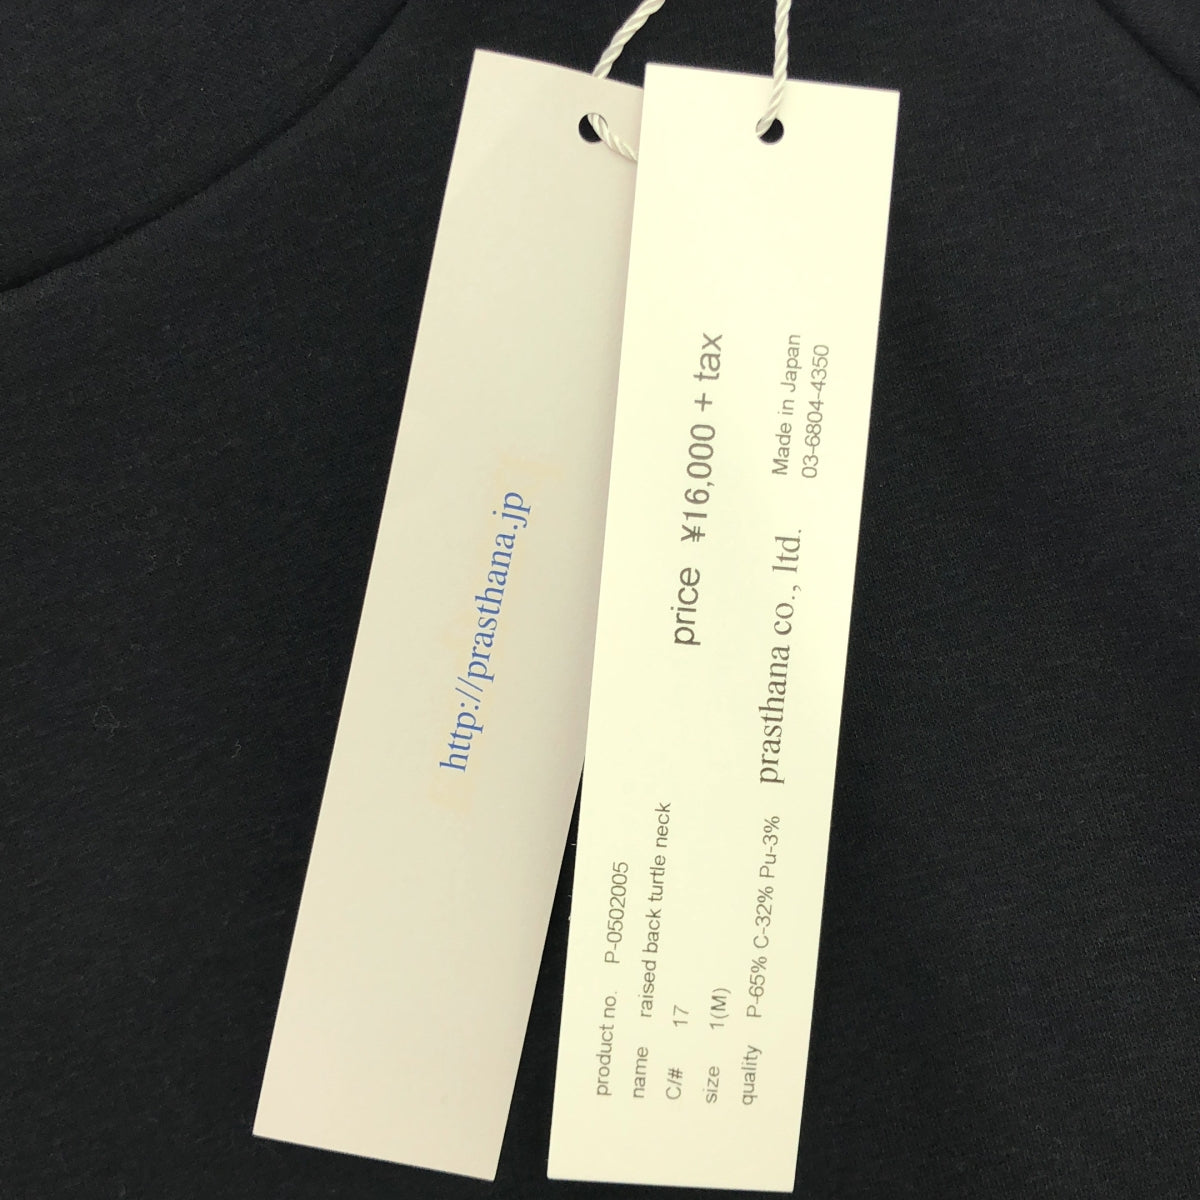 http://prasthana.jp
product no. P-0502005
name raised back turtle neck
C/# 17
size 1(M)
quality P-65% C-32% Pu-3%
price ¥16,000 + tax
prasthana co., ltd.
Made in Japan
03-6804-4350